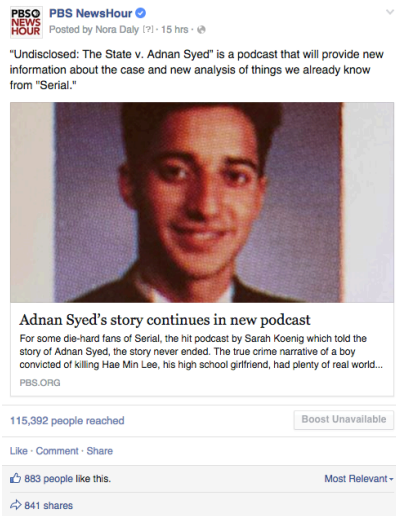 PBS
NEWS
HOUR
PBS NewsHour
Posted by Nora Daly [?] · 15 hrs ·
"Undisclosed: The State v. Adnan Syed" is a podcast that will provide new
information about the case and new analysis of things we already know
from "Serial."
Adnan Syed's story continues in new podcast
For some die-hard fans of Serial, the hit podcast by Sarah Koenig which told the
story of Adnan Syed, the story never ended. The true crime narrative of a boy
convicted of killing Hae Min Lee, his high school girlfriend, had plenty of real world...
PBS.ORG
115,392 people reached
Boost Unavailable
Like · Comment · Share
883 people like this.
Most Relevant
841 shares